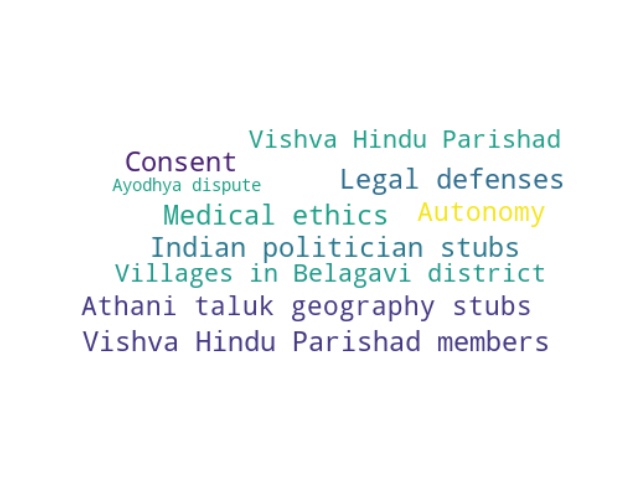 Vishva Hindu Parishad
Consent
Ayodhya dispute
Legal defenses
Medical ethics
Autonomy
Indian politician stubs
Villages in Belagavi district
Athani taluk geography stubs
Vishva Hindu Parishad members